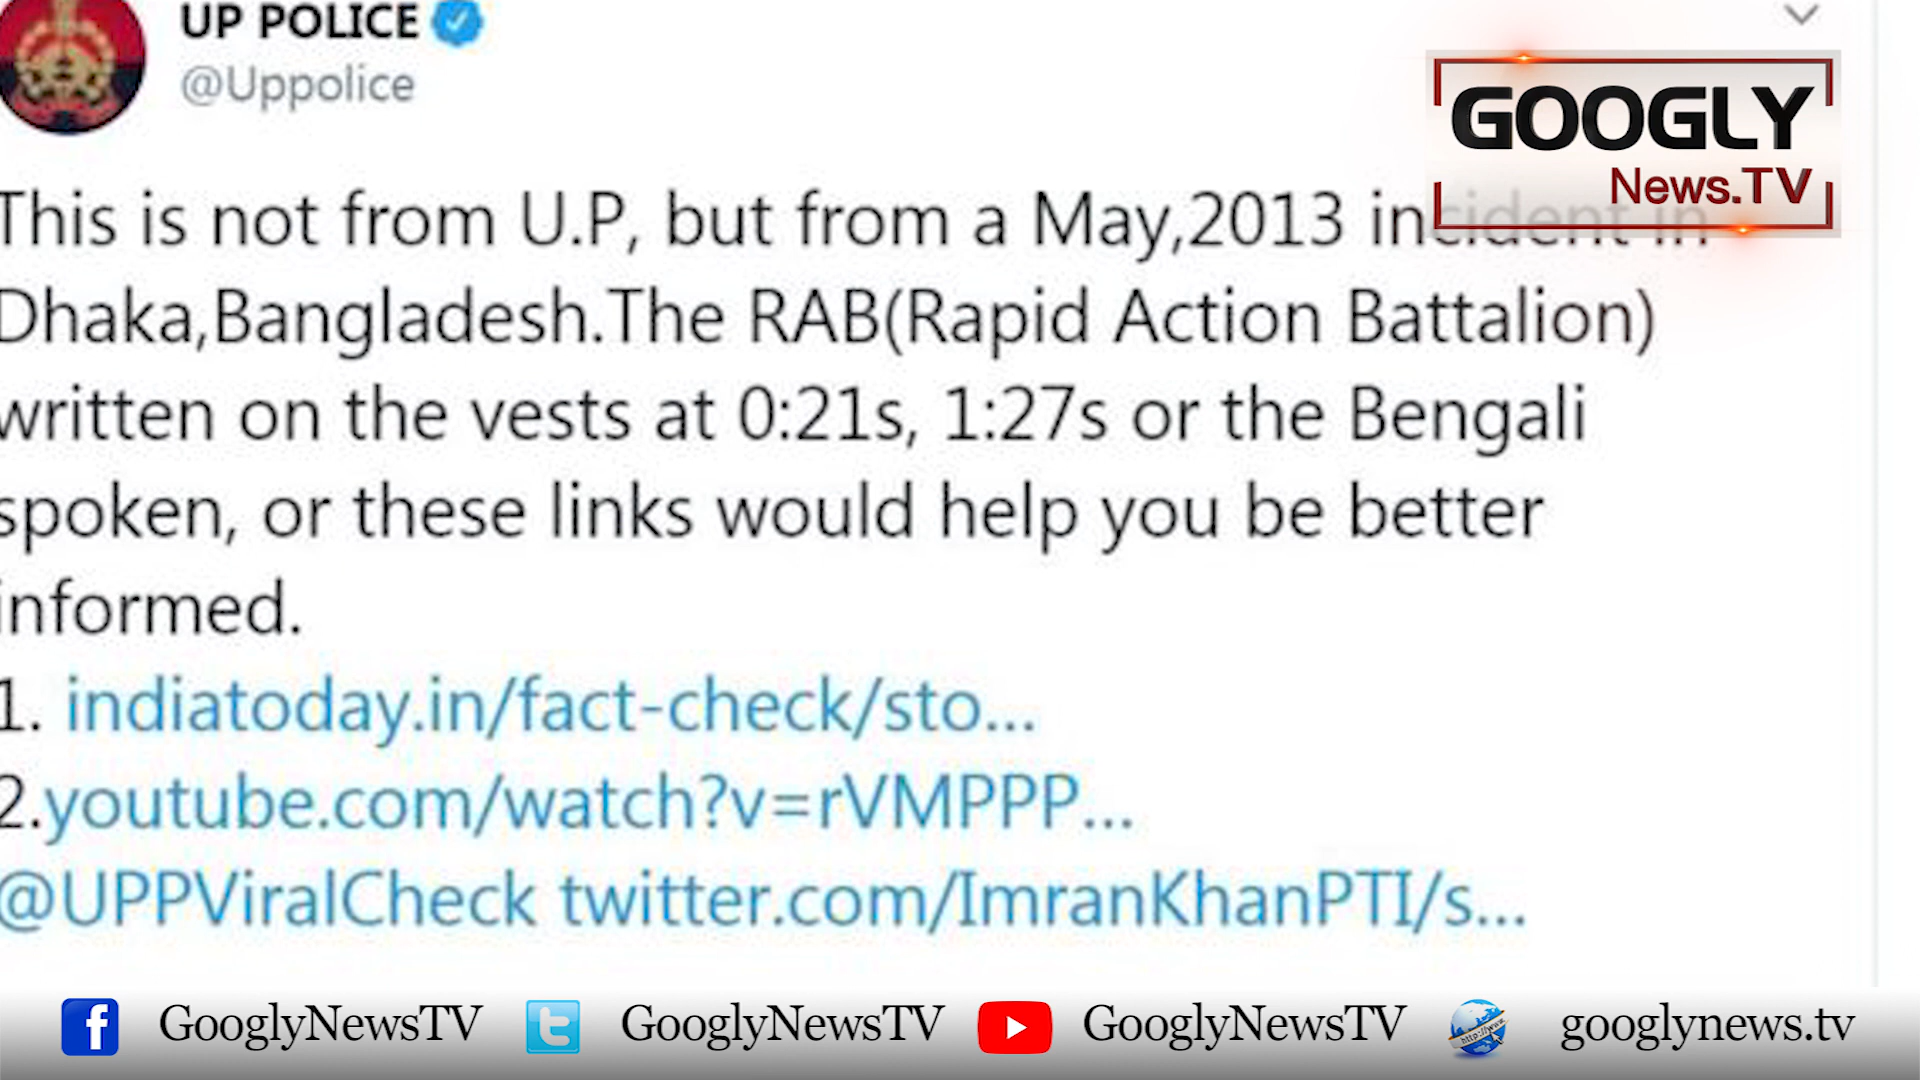 UP POLICE
@Uppolice
GOOGLY
News.TV
This is not from U.P, but from a May,2013 incident in
Dhaka,Bangladesh.The RAB(Rapid Action Battalion)
written on the vests at 0:21s, 1:27s or the Bengali
spoken, or these links would help you be better
informed.
1. indiatoday.in/fact-check/sto...
2.youtube.com/watch?v=rVMPPP...
@UPPViralCheck twitter.com/ImranKhanPTI/s...
f GooglyNewsTV t GooglyNewsTV GooglyNewsTV http://www. googlynews.tv